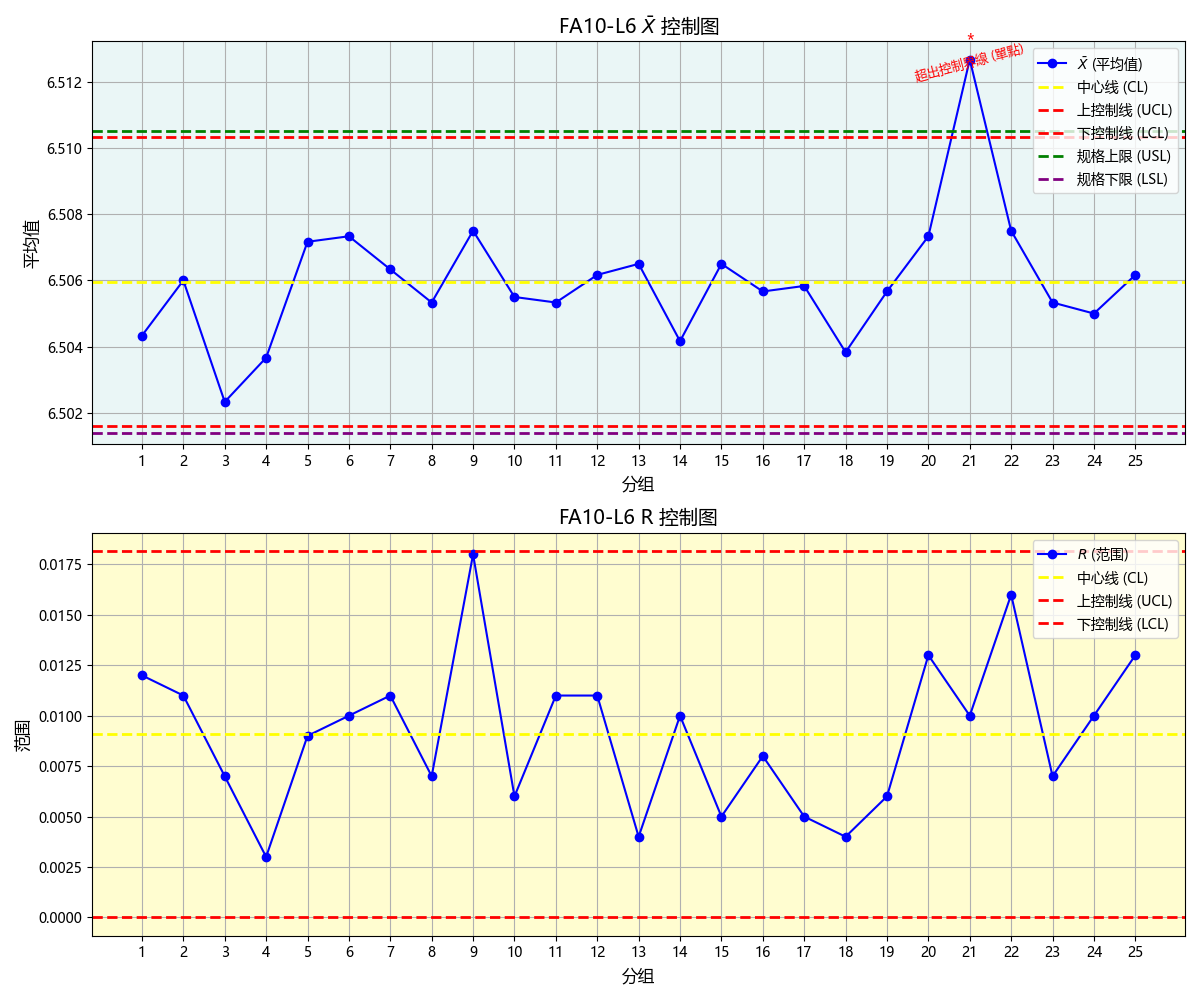 FA10-L6 X̄ 控制图
*
超出控制界線 (單點)
X̄ (平均值)
中心线 (CL)
上控制线 (UCL)
下控制线 (LCL)
规格上限 (USL)
规格下限 (LSL)
平均值
6.512
6.510
6.508
6.506
6.504
6.502
1 2 3 4 5 6 7 8 9 10 11 12 13 14 15 16 17 18 19 20 21 22 23 24 25
分组
FA10-L6 R 控制图
R (范围)
中心线 (CL)
上控制线 (UCL)
下控制线 (LCL)
范围
0.0175
0.0150
0.0125
0.0100
0.0075
0.0050
0.0025
0.0000
1 2 3 4 5 6 7 8 9 10 11 12 13 14 15 16 17 18 19 20 21 22 23 24 25
分组